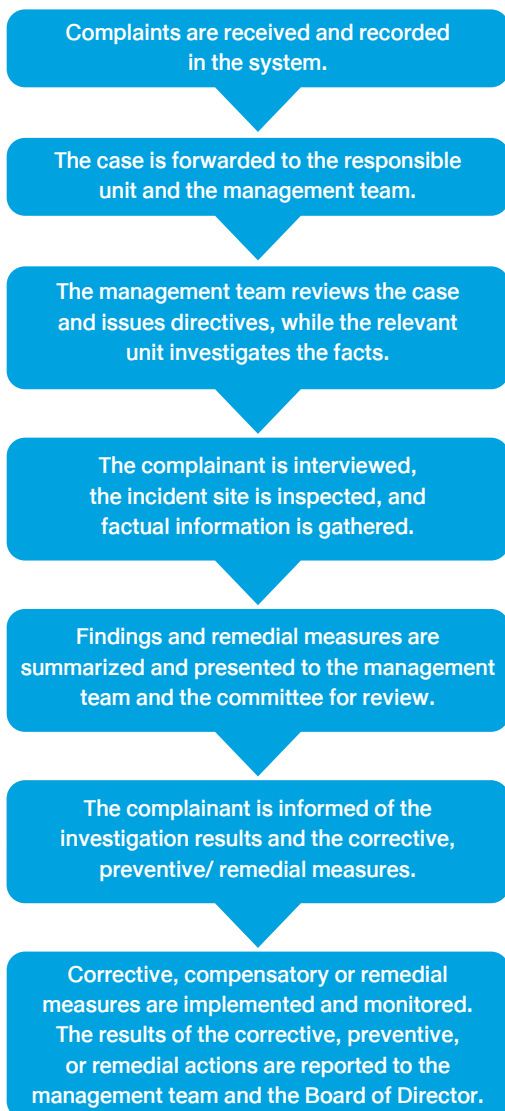 Complaints are received and recorded
in the system.
The case is forwarded to the responsible
unit and the management team.
The management team reviews the case
and issues directives, while the relevant
unit investigates the facts.
The complainant is interviewed,
the incident site is inspected, and
factual information is gathered.
Findings and remedial measures are
summarized and presented to the management
team and the committee for review.
The complainant is informed of the
investigation results and the corrective,
preventive/ remedial measures.
Corrective, compensatory or remedial
measures are implemented and monitored.
The results of the corrective, preventive,
or remedial actions are reported to the
management team and the Board of Director.